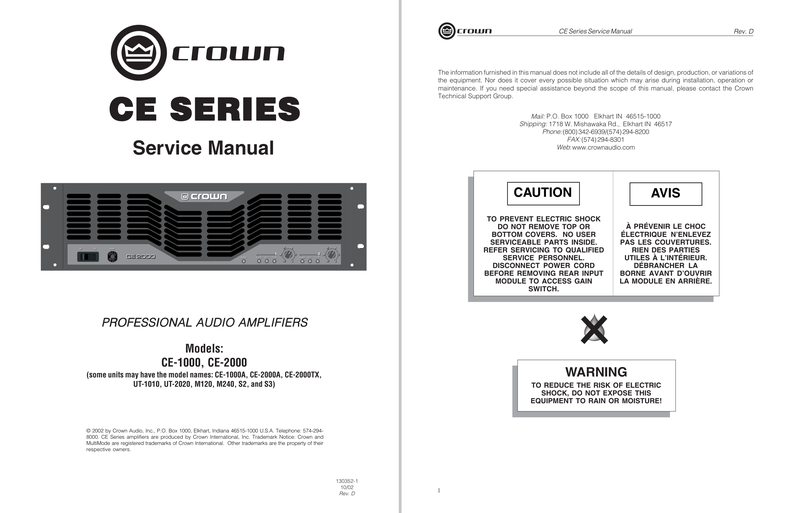 crown
CE SERIES
Service Manual
crown
CE 2000
PROFESSIONAL AUDIO AMPLIFIERS
Models:
CE-1000, CE-2000
(some units may have the model names: CE-1000A, CE-2000A, CE-2000TX,
UT-1010, UT-2020, M120, M240, S2, and S3)
© 2002 by Crown Audio, Inc., P.O. Box 1000, Elkhart, Indiana 46515-1000 U.S.A. Telephone: 574-294-
8000. CE Series amplifiers are produced by Crown International, Inc. Trademark Notice: Crown and
MultiMode are registered trademarks of Crown International. Other trademarks are the property of their
respective owners.
130352-1
10/02
Rev. D
crown
CE Series Service Manual
Rev. D
The information furnished in this manual does not include all of the details of design, production, or variations of
the equipment. Nor does it cover every possible situation which may arise during installation, operation or
maintenance. If you need special assistance beyond the scope of this manual, please contact the Crown
Technical Support Group.
Mail: P.O. Box 1000 Elkhart IN 46515-1000
Shipping: 1718 W. Mishawaka Rd., Elkhart IN 46517
Phone:(800)342-6939/(574)294-8200
FAX:(574)294-8301
Web:www.crownaudio.com
CAUTION
TO PREVENT ELECTRIC SHOCK
DO NOT REMOVE TOP OR
BOTTOM COVERS. NO USER
SERVICEABLE PARTS INSIDE.
REFER SERVICING TO QUALIFIED
SERVICE PERSONNEL.
DISCONNECT POWER CORD
BEFORE REMOVING REAR INPUT
MODULE TO ACCESS GAIN
SWITCH.
AVIS
À PRÉVENIR LE CHOC
ÉLECTRIQUE N'ENLEVEZ
PAS LES COUVERTURES.
RIEN DES PARTIES
UTILES À L'INTÉRIEUR.
DÉBRANCHER LA
BORNE AVANT D'OUVRIR
LA MODULE EN ARRIÈRE.
WARNING
TO REDUCE THE RISK OF ELECTRIC
SHOCK, DO NOT EXPOSE THIS
EQUIPMENT TO RAIN OR MOISTURE!
I